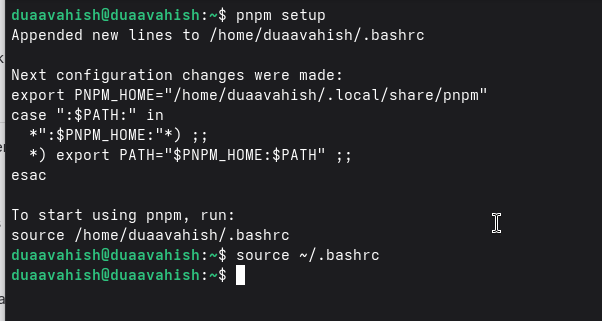 duaavahish@duaavahish:~$ pnpm setup
Appended new lines to /home/duaavahish/.bashrc

Next configuration changes were made:
export PNPM_HOME="/home/duaavahish/.local/share/pnpm"
case ":$PATH:" in
  *":$PNPM_HOME:"*) ;;
  *) export PATH="$PNPM_HOME:$PATH" ;;
esac

To start using pnpm, run:
source /home/duaavahish/.bashrc
duaavahish@duaavahish:~$ source ~/.bashrc
duaavahish@duaavahish:~$